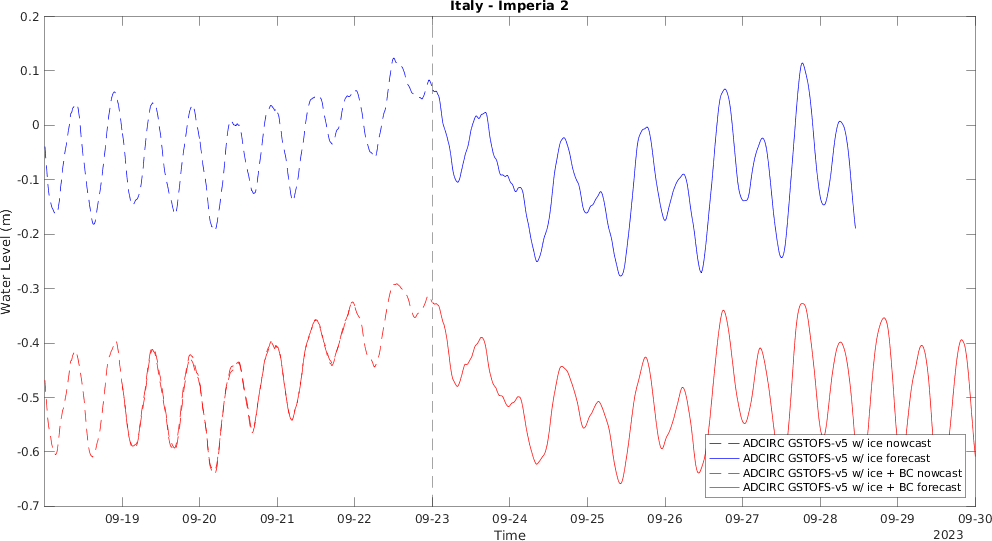 Italy - Imperia 2
0.2
0.1
0
-0.1
-0.2
-0.3
-0.4
-0.5
-0.6
-0.7
Water Level (m)
ADCIRC GSTOFS-v5 w/ ice nowcast
ADCIRC GSTOFS-v5 w/ ice forecast
ADCIRC GSTOFS-v5 w/ ice + BC nowcast
ADCIRC GSTOFS-v5 w/ ice + BC forecast
09-19 09-20 09-21 09-22 09-23 09-24 09-25 09-26 09-27 09-28 09-29 09-30
Time
2023